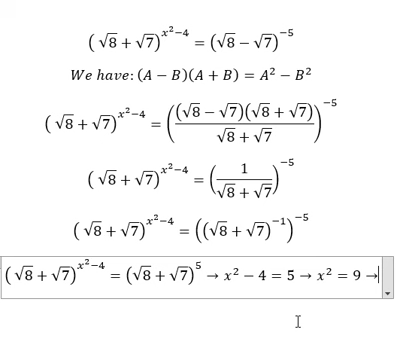 (√8 + √7)^(x²−4) = (√8 − √7)^(−5)
We have: (A − B)(A + B) = A² − B²
(√8 + √7)^(x²−4) = (((√8 − √7)(√8 + √7))/(√8 + √7))^(−5)
(√8 + √7)^(x²−4) = (1/(√8 + √7))^(−5)
(√8 + √7)^(x²−4) = ((√8 + √7)^(−1))^(−5)
(√8 + √7)^(x²−4) = (√8 + √7)^5 → x² − 4 = 5 → x² = 9 →